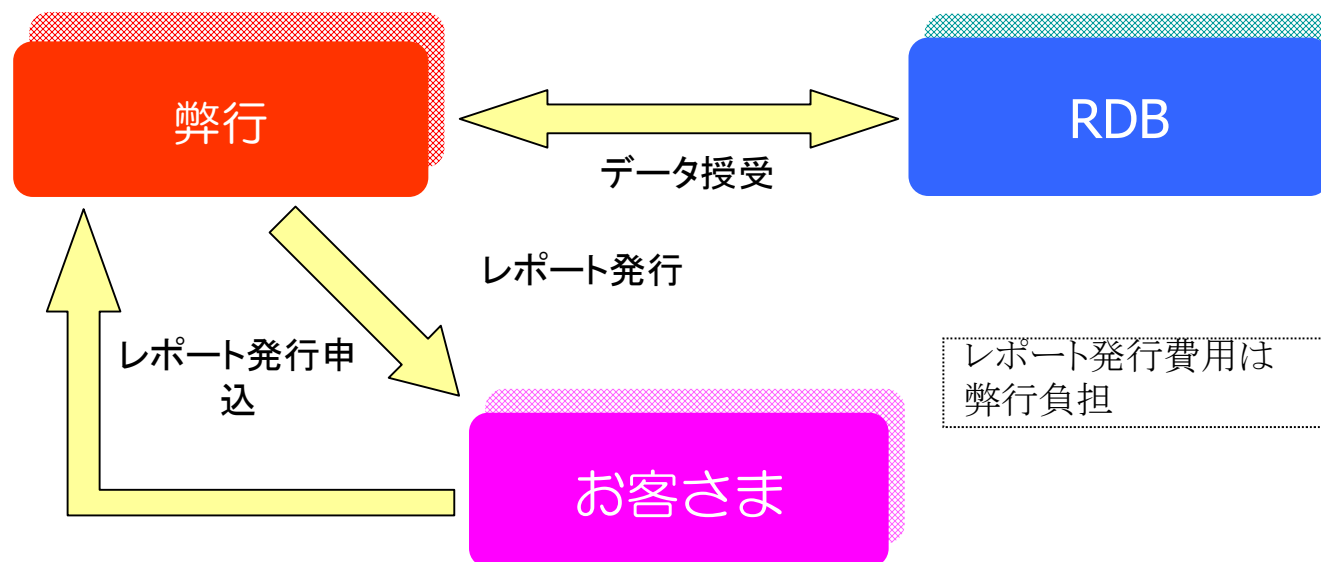 弊行
RDB
データ授受
レポート発行
レポート発行申
込
レポート発行費用は
弊行負担
お客さま